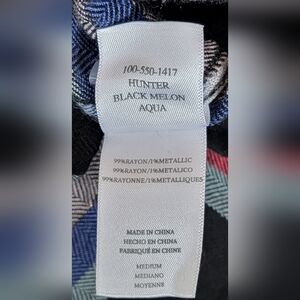 100-550-1417
HUNTER
BLACK MELON
AQUA
99%RAYON/1%METALLIC
99%RAYON/1%METALICO
99%RAYONNE/1%METALLIQUES
MADE IN CHINA
HECHO EN CHINA
FABRIQUÉ EN CHINE
MEDIUM
MEDIANO
MOYENNE